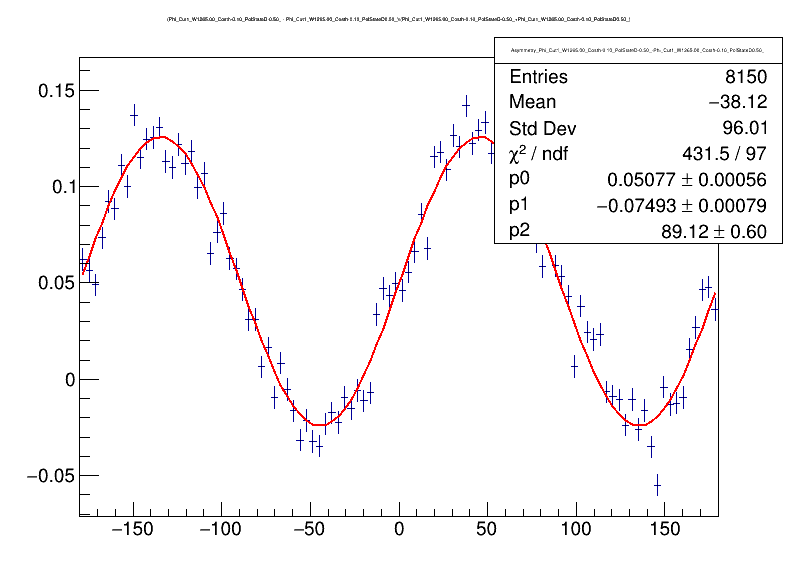 Entries 8150
Mean −38.12
Std Dev 96.01
χ² / ndf 431.5 / 97
p0 0.05077 ± 0.00056
p1 −0.07493 ± 0.00079
p2 89.12 ± 0.60
0.15
0.1
0.05
0
−0.05
−150 −100 −50 0 50 100 150